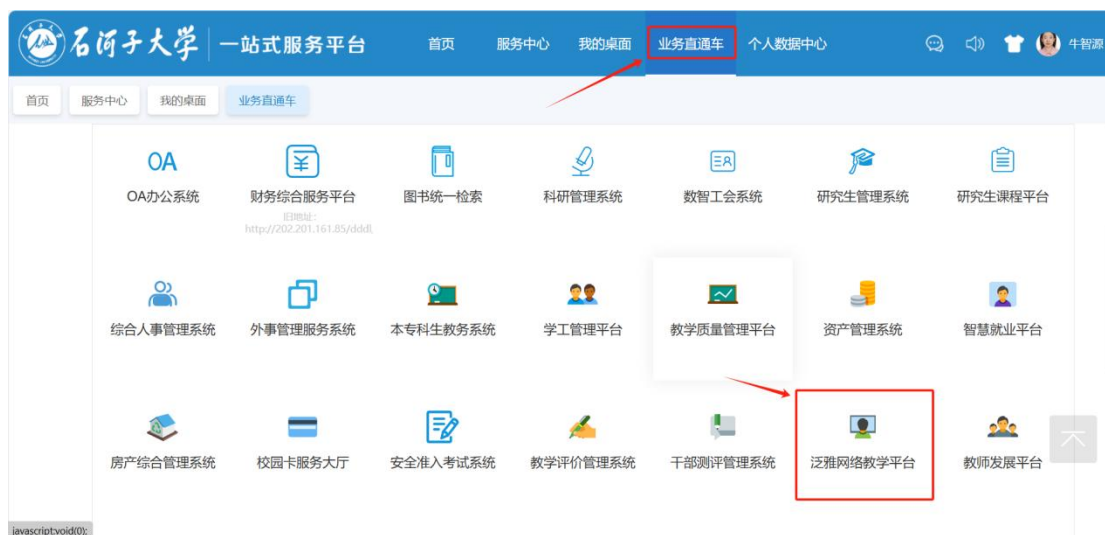 石河子大学 一站式服务平台 首页 服务中心 我的桌面 业务直通车 个人数据中心 牛智源
首页 服务中心 我的桌面 业务直通车
OA
OA办公系统 财务综合服务平台 图书统一检索 科研管理系统 数智工会系统 研究生管理系统 研究生课程平台
旧地址:
http://202.201.161.85/dddl
综合人事管理系统 外事管理服务系统 本专科生教务系统 学工管理平台 教学质量管理平台 资产管理系统 智慧就业平台
房产综合管理系统 校园卡服务大厅 安全准入考试系统 教学评价管理系统 干部测评管理系统 泛雅网络教学平台 教师发展平台
javascript:void(0);